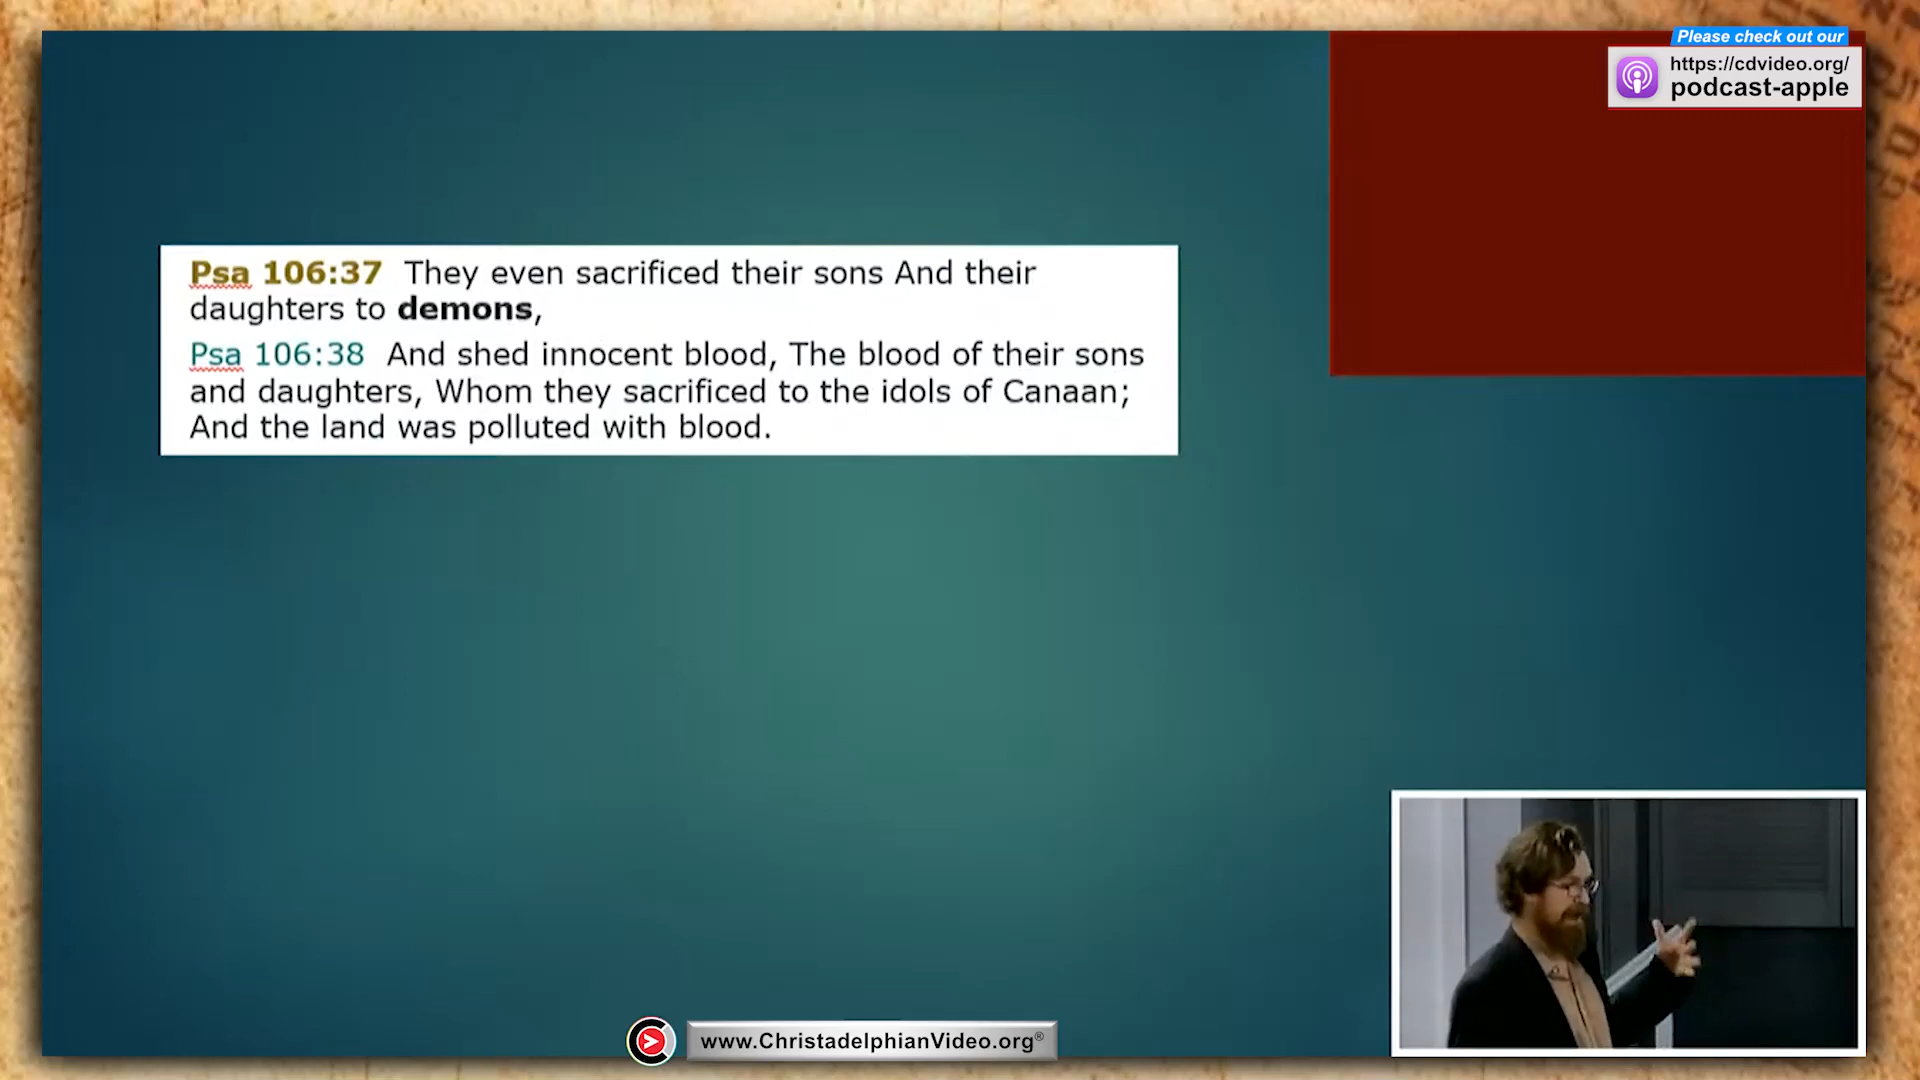 Please check out our
https://cdvideo.org/
podcast-apple
Psa 106:37 They even sacrificed their sons And their
daughters to demons,
Psa 106:38 And shed innocent blood, The blood of their sons
and daughters, Whom they sacrificed to the idols of Canaan;
And the land was polluted with blood.
www.ChristadelphianVideo.org®